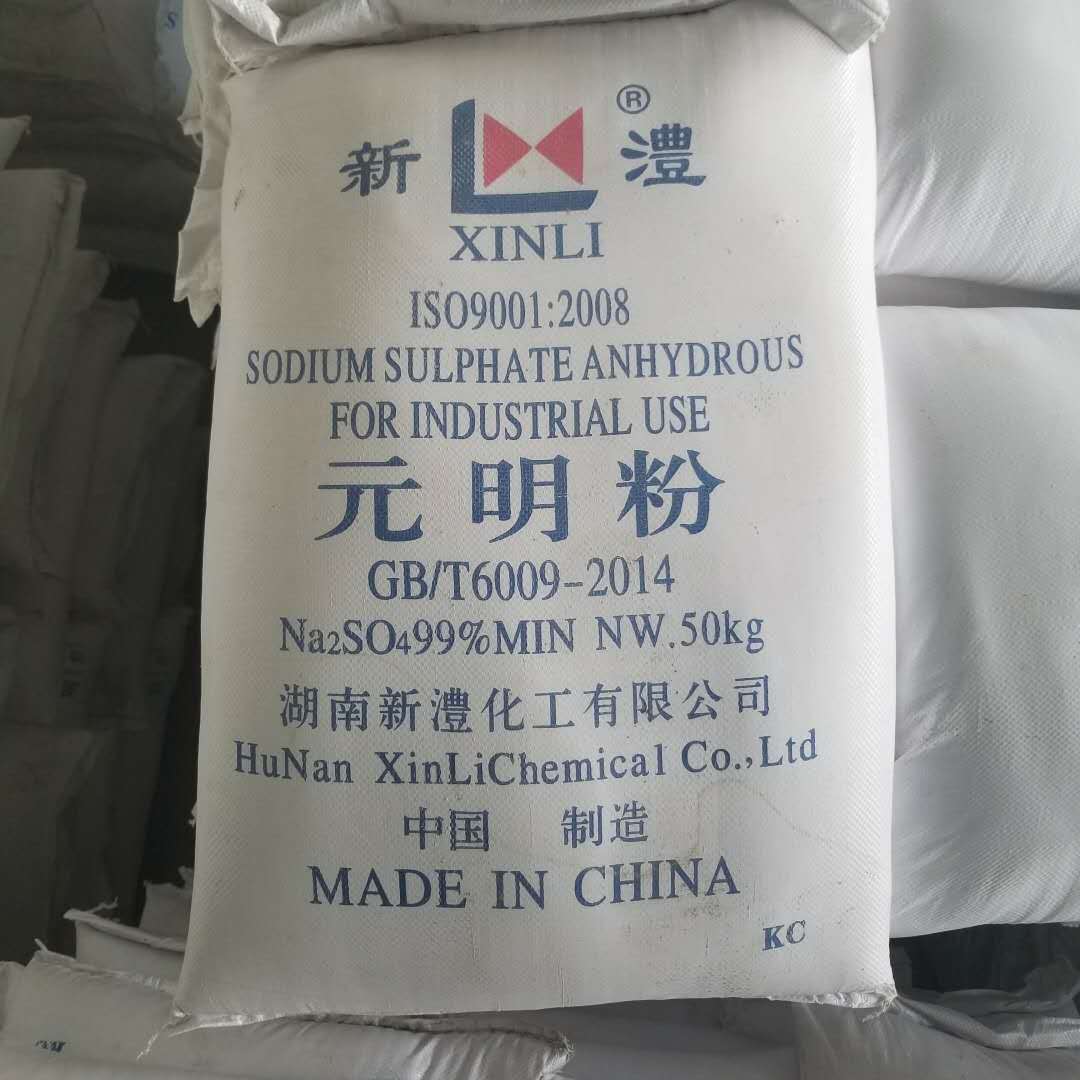 新 ® 澧
XINLI
ISO9001:2008
SODIUM SULPHATE ANHYDROUS
FOR INDUSTRIAL USE
元明粉
GB/T6009-2014
Na2SO499%MIN NW.50kg
湖南新澧化工有限公司
HuNan XinLiChemical Co.,Ltd
中国 制造
MADE IN CHINA
KC